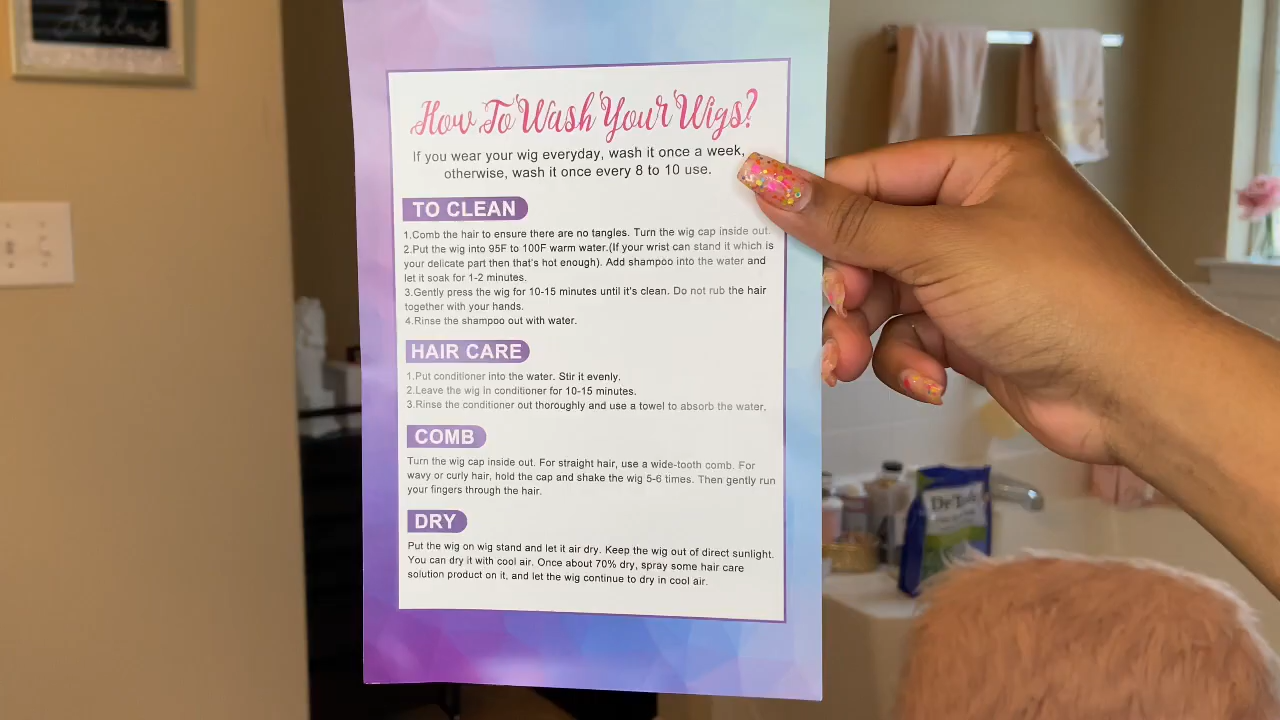 Fabulous
How To Wash Your Wigs?
If you wear your wig everyday, wash it once a week,
otherwise, wash it once every 8 to 10 use.
TO CLEAN
1.Comb the hair to ensure there are no tangles. Turn the wig cap inside out.
2.Put the wig into 95F to 100F warm water.(If your wrist can stand it which is
your delicate part then that's hot enough). Add shampoo into the water and
let it soak for 1-2 minutes.
3.Gently press the wig for 10-15 minutes until it's clean. Do not rub the hair
together with your hands.
4.Rinse the shampoo out with water.
HAIR CARE
1.Put conditioner into the water. Stir it evenly.
2.Leave the wig in conditioner for 10-15 minutes.
3.Rinse the conditioner out thoroughly and use a towel to absorb the water.
COMB
Turn the wig cap inside out. For straight hair, use a wide-tooth comb. For
wavy or curly hair, hold the cap and shake the wig 5-6 times. Then gently run
your fingers through the hair.
DRY
Put the wig on wig stand and let it air dry. Keep the wig out of direct sunlight.
You can dry it with cool air. Once about 70% dry, spray some hair care
solution product on it, and let the wig continue to dry in cool air.
Dr Teal's